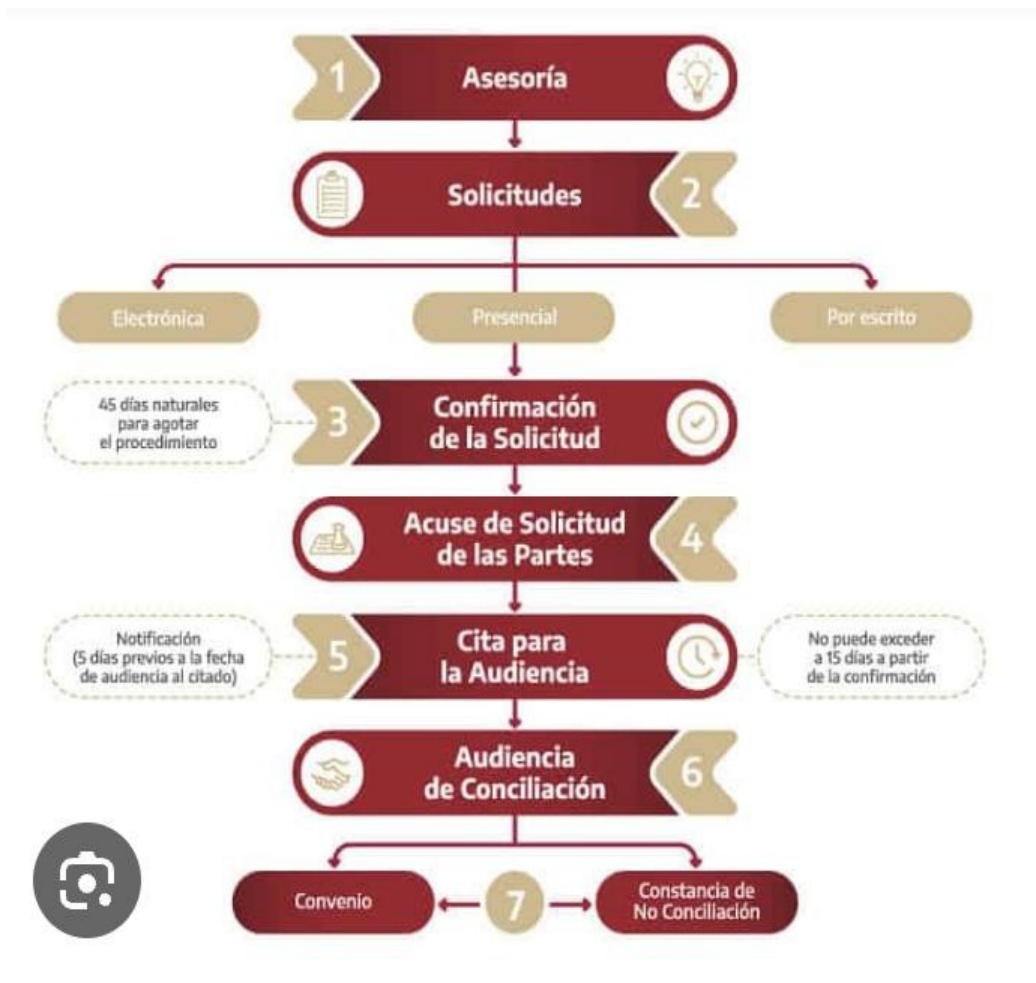 1
Asesoría
Solicitudes
2
Electrónica
Presencial
Por escrito
45 días naturales
para agotar
el procedimiento
3
Confirmación
de la Solicitud
Acuse de Solicitud
de las Partes
4
Notificación
(5 días previos a la fecha
de audiencia al citado)
5
Cita para
la Audiencia
No puede exceder
a 15 días a partir
de la confirmación
Audiencia
de Conciliación
6
Convenio
7
Constancia de
No Conciliación